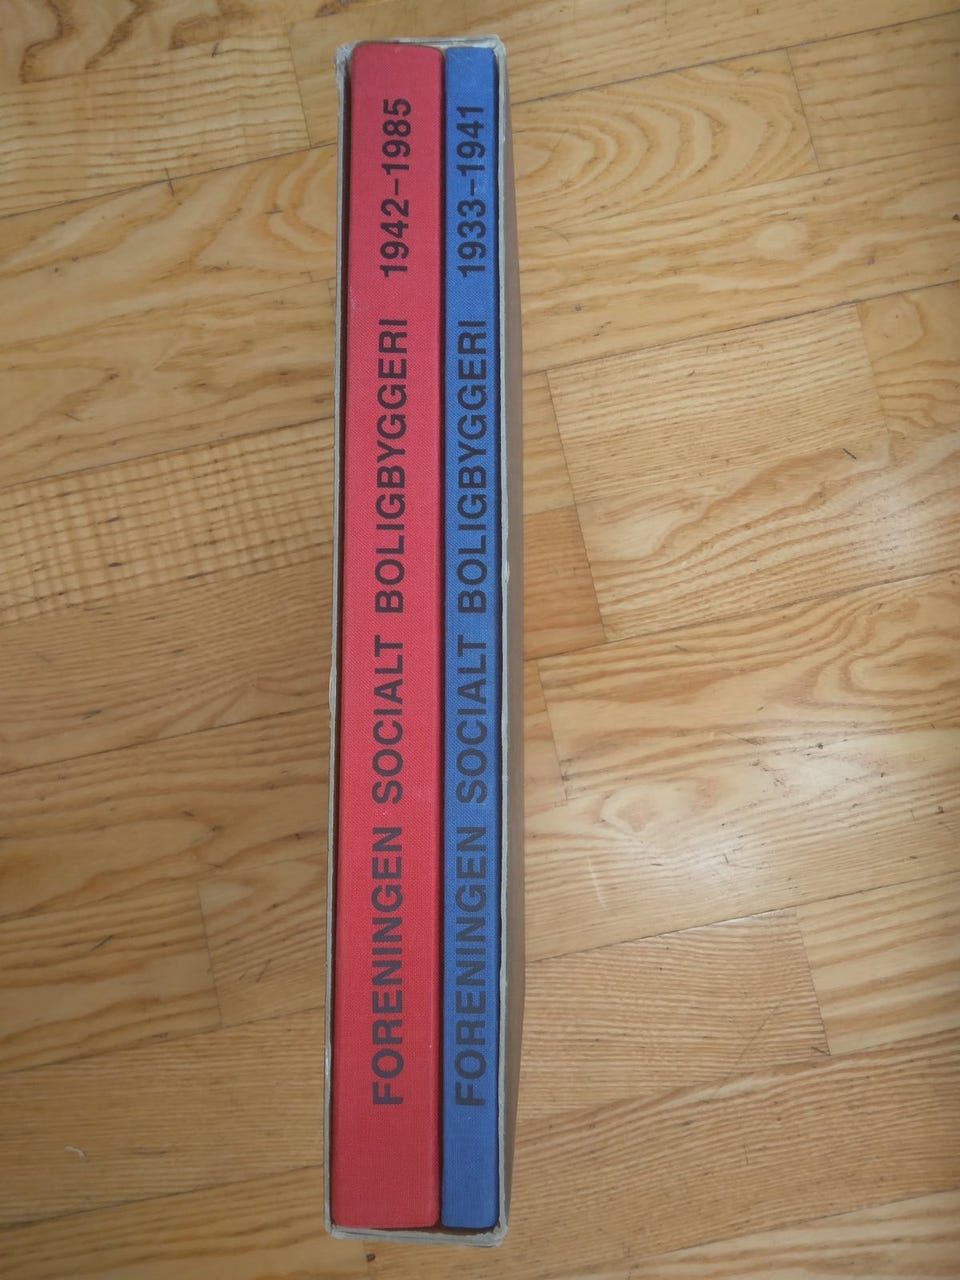 FORENINGEN SOCIALT BOLIGBYGGERI 1942–1985
FORENINGEN SOCIALT BOLIGBYGGERI 1933–1941